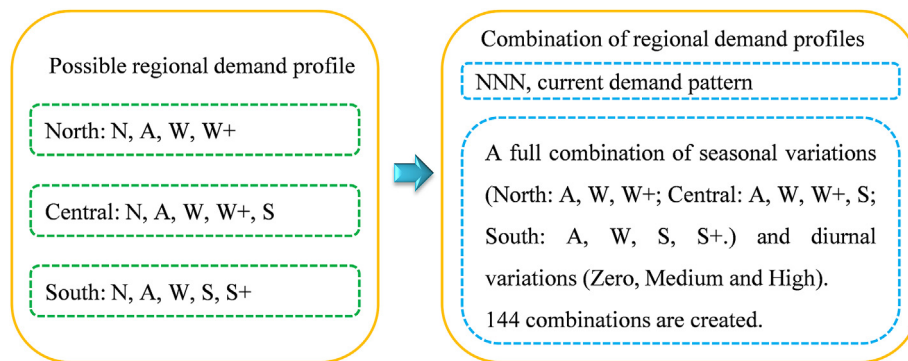 Possible regional demand profile
North: N, A, W, W+
Central: N, A, W, W+, S
South: N, A, W, S, S+
Combination of regional demand profiles
NNN, current demand pattern
A full combination of seasonal variations
(North: A, W, W+; Central: A, W, W+, S;
South: A, W, S, S+.) and diurnal
variations (Zero, Medium and High).
144 combinations are created.